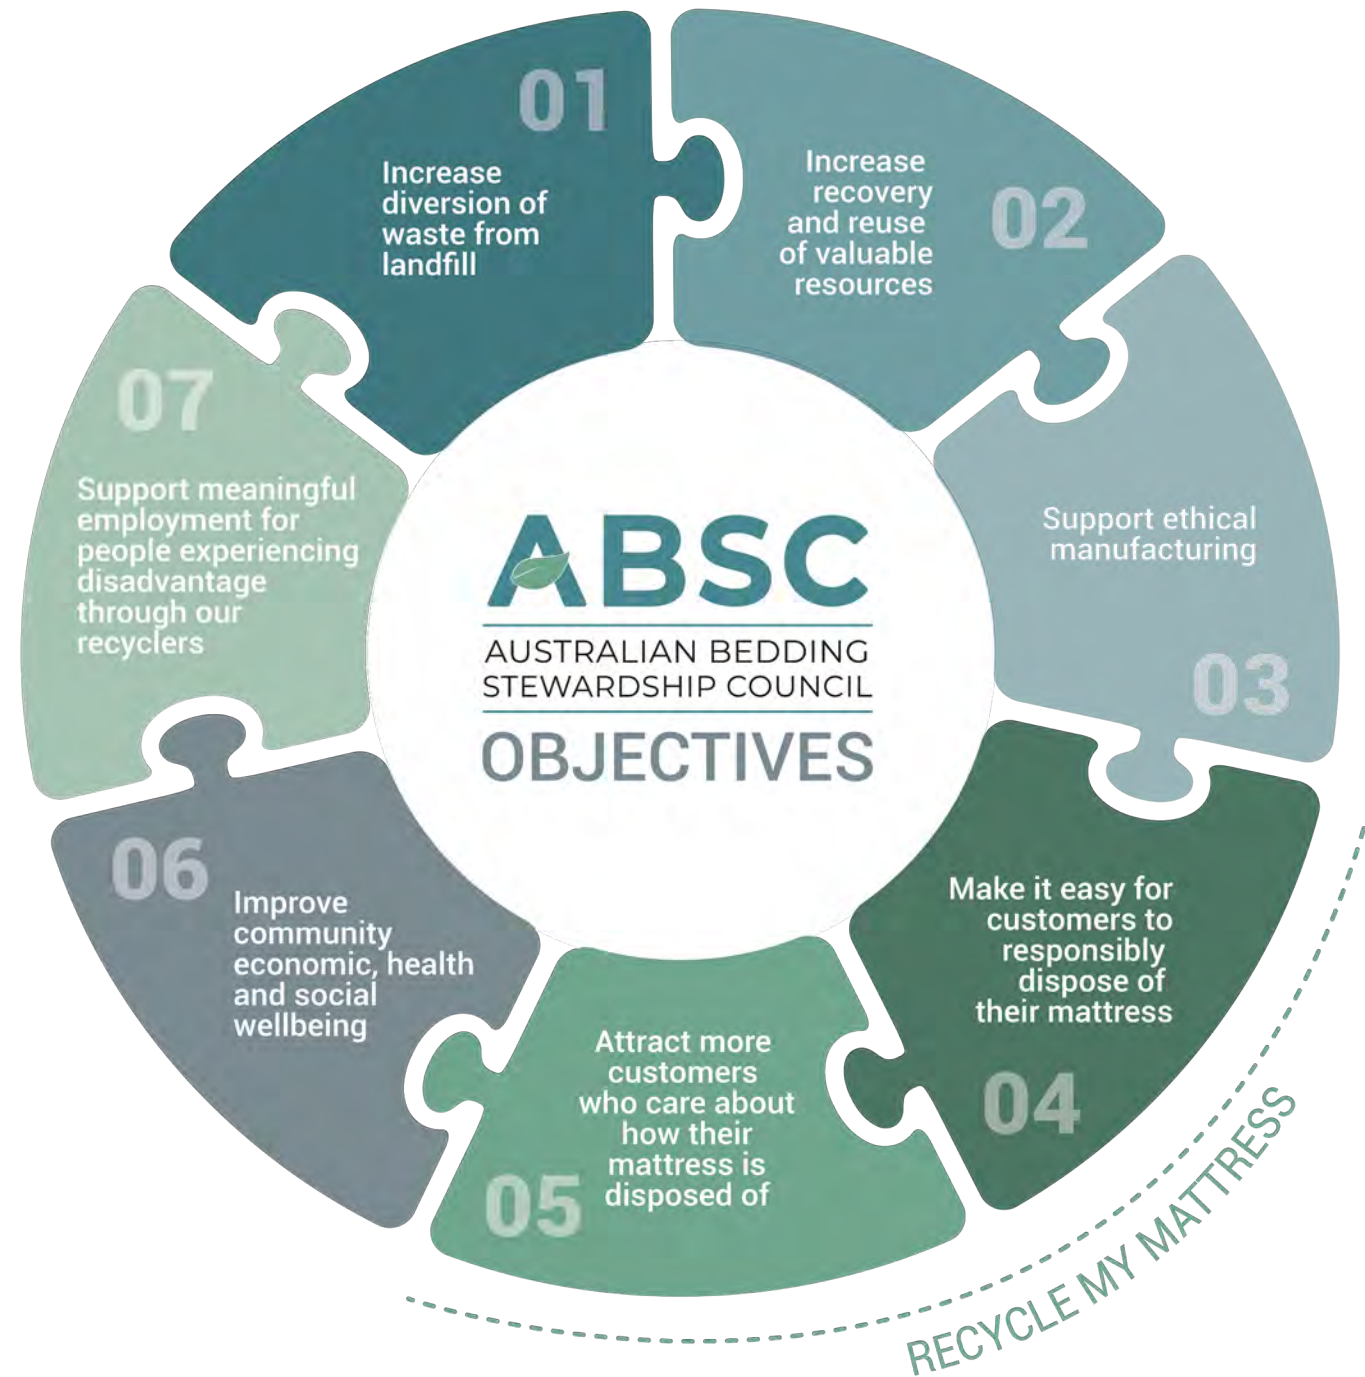 01
Increase
diversion of
waste from
landfill
Increase
recovery
and reuse
of valuable
resources
02
Support ethical
manufacturing
03
Make it easy for
customers to
responsibly
dispose of
their mattress
04
Attract more
customers
who care about
how their
mattress is
disposed of
05
06
Improve
community
economic, health
and social
wellbeing
07
Support meaningful
employment for
people experiencing
disadvantage
through our
recyclers
ABSC
AUSTRALIAN BEDDING
STEWARDSHIP COUNCIL
OBJECTIVES
RECYCLE MY MATTRESS